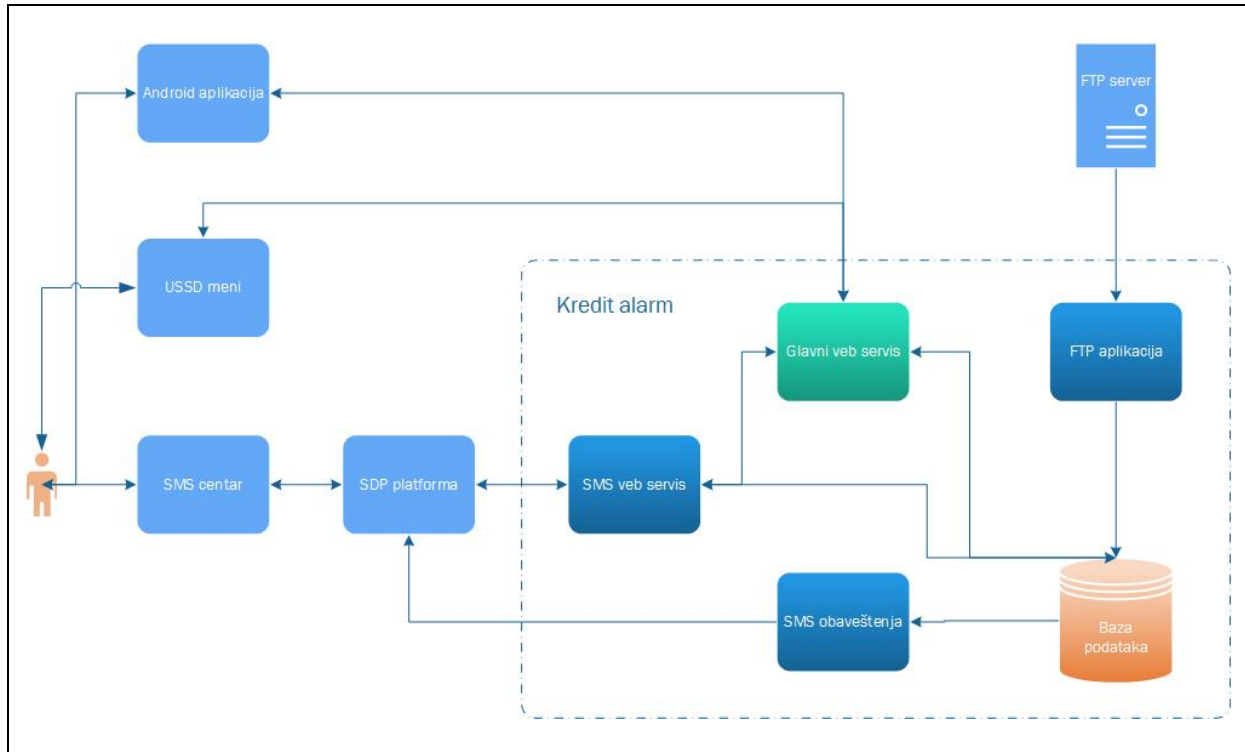 Android aplikacija
FTP server
USSD meni
Kredit alarm
Glavni veb servis
FTP aplikacija
SMS centar
SDP platforma
SMS veb servis
SMS obaveštenja
Baza
podataka